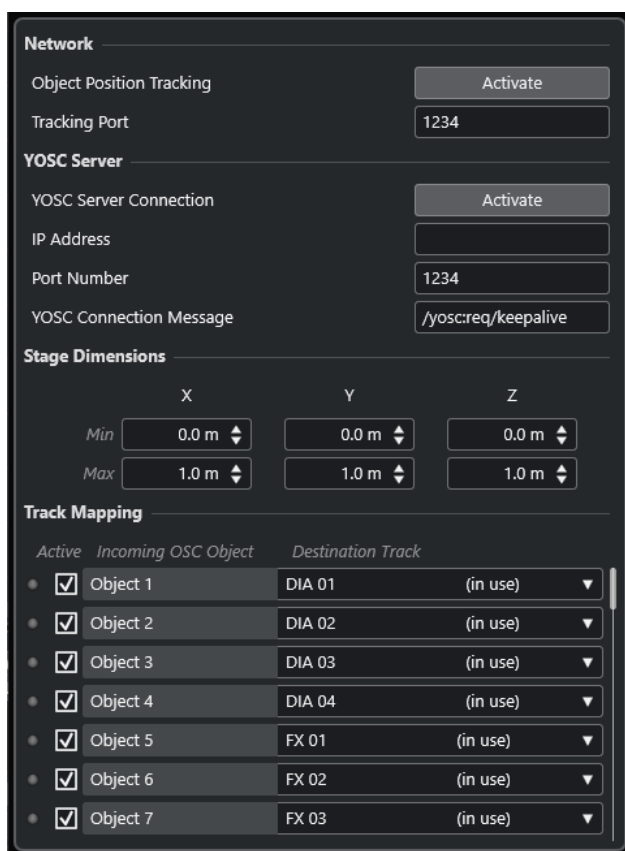 Network
Object Position Tracking Activate
Tracking Port 1234
YOSC Server
YOSC Server Connection Activate
IP Address
Port Number 1234
YOSC Connection Message /yosc:req/keepalive
Stage Dimensions
X Y Z
Min 0.0 m 0.0 m 0.0 m
Max 1.0 m 1.0 m 1.0 m
Track Mapping
Active Incoming OSC Object Destination Track
Object 1 DIA 01 (in use)
Object 2 DIA 02 (in use)
Object 3 DIA 03 (in use)
Object 4 DIA 04 (in use)
Object 5 FX 01 (in use)
Object 6 FX 02 (in use)
Object 7 FX 03 (in use)